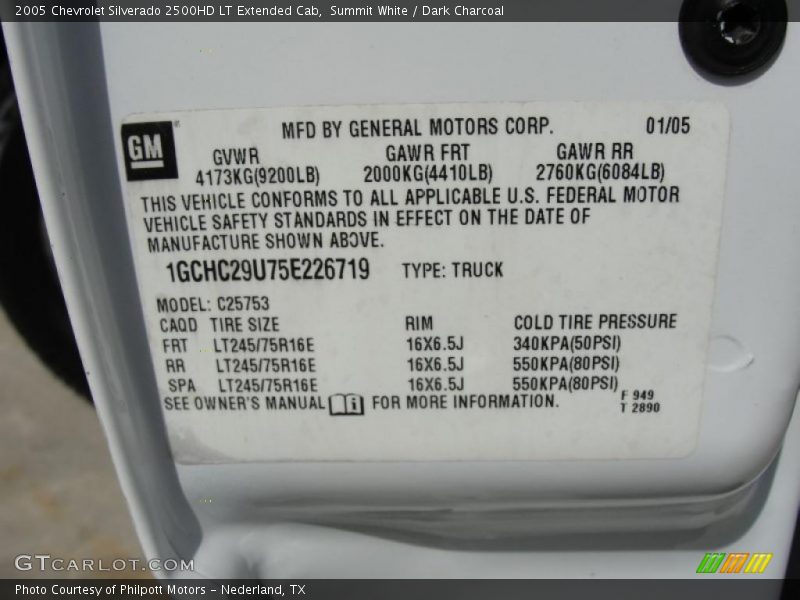 2005 Chevrolet Silverado 2500HD LT Extended Cab, Summit White / Dark Charcoal
GM
MFD BY GENERAL MOTORS CORP. 01/05
GVWR GAWR FRT GAWR RR
4173KG(9200LB) 2000KG(4410LB) 2760KG(6084LB)
THIS VEHICLE CONFORMS TO ALL APPLICABLE U.S. FEDERAL MOTOR
VEHICLE SAFETY STANDARDS IN EFFECT ON THE DATE OF
MANUFACTURE SHOWN ABOVE.
1GCHC29U75E226719 TYPE: TRUCK
MODEL: C25753
CAQD TIRE SIZE RIM COLD TIRE PRESSURE
FRT LT245/75R16E 16X6.5J 340KPA(50PSI)
RR LT245/75R16E 16X6.5J 550KPA(80PSI)
SPA LT245/75R16E 16X6.5J 550KPA(80PSI)
SEE OWNER'S MANUAL i FOR MORE INFORMATION.
F 949
T 2890
GTCARLOT.COM
Photo Courtesy of Philpott Motors - Nederland, TX